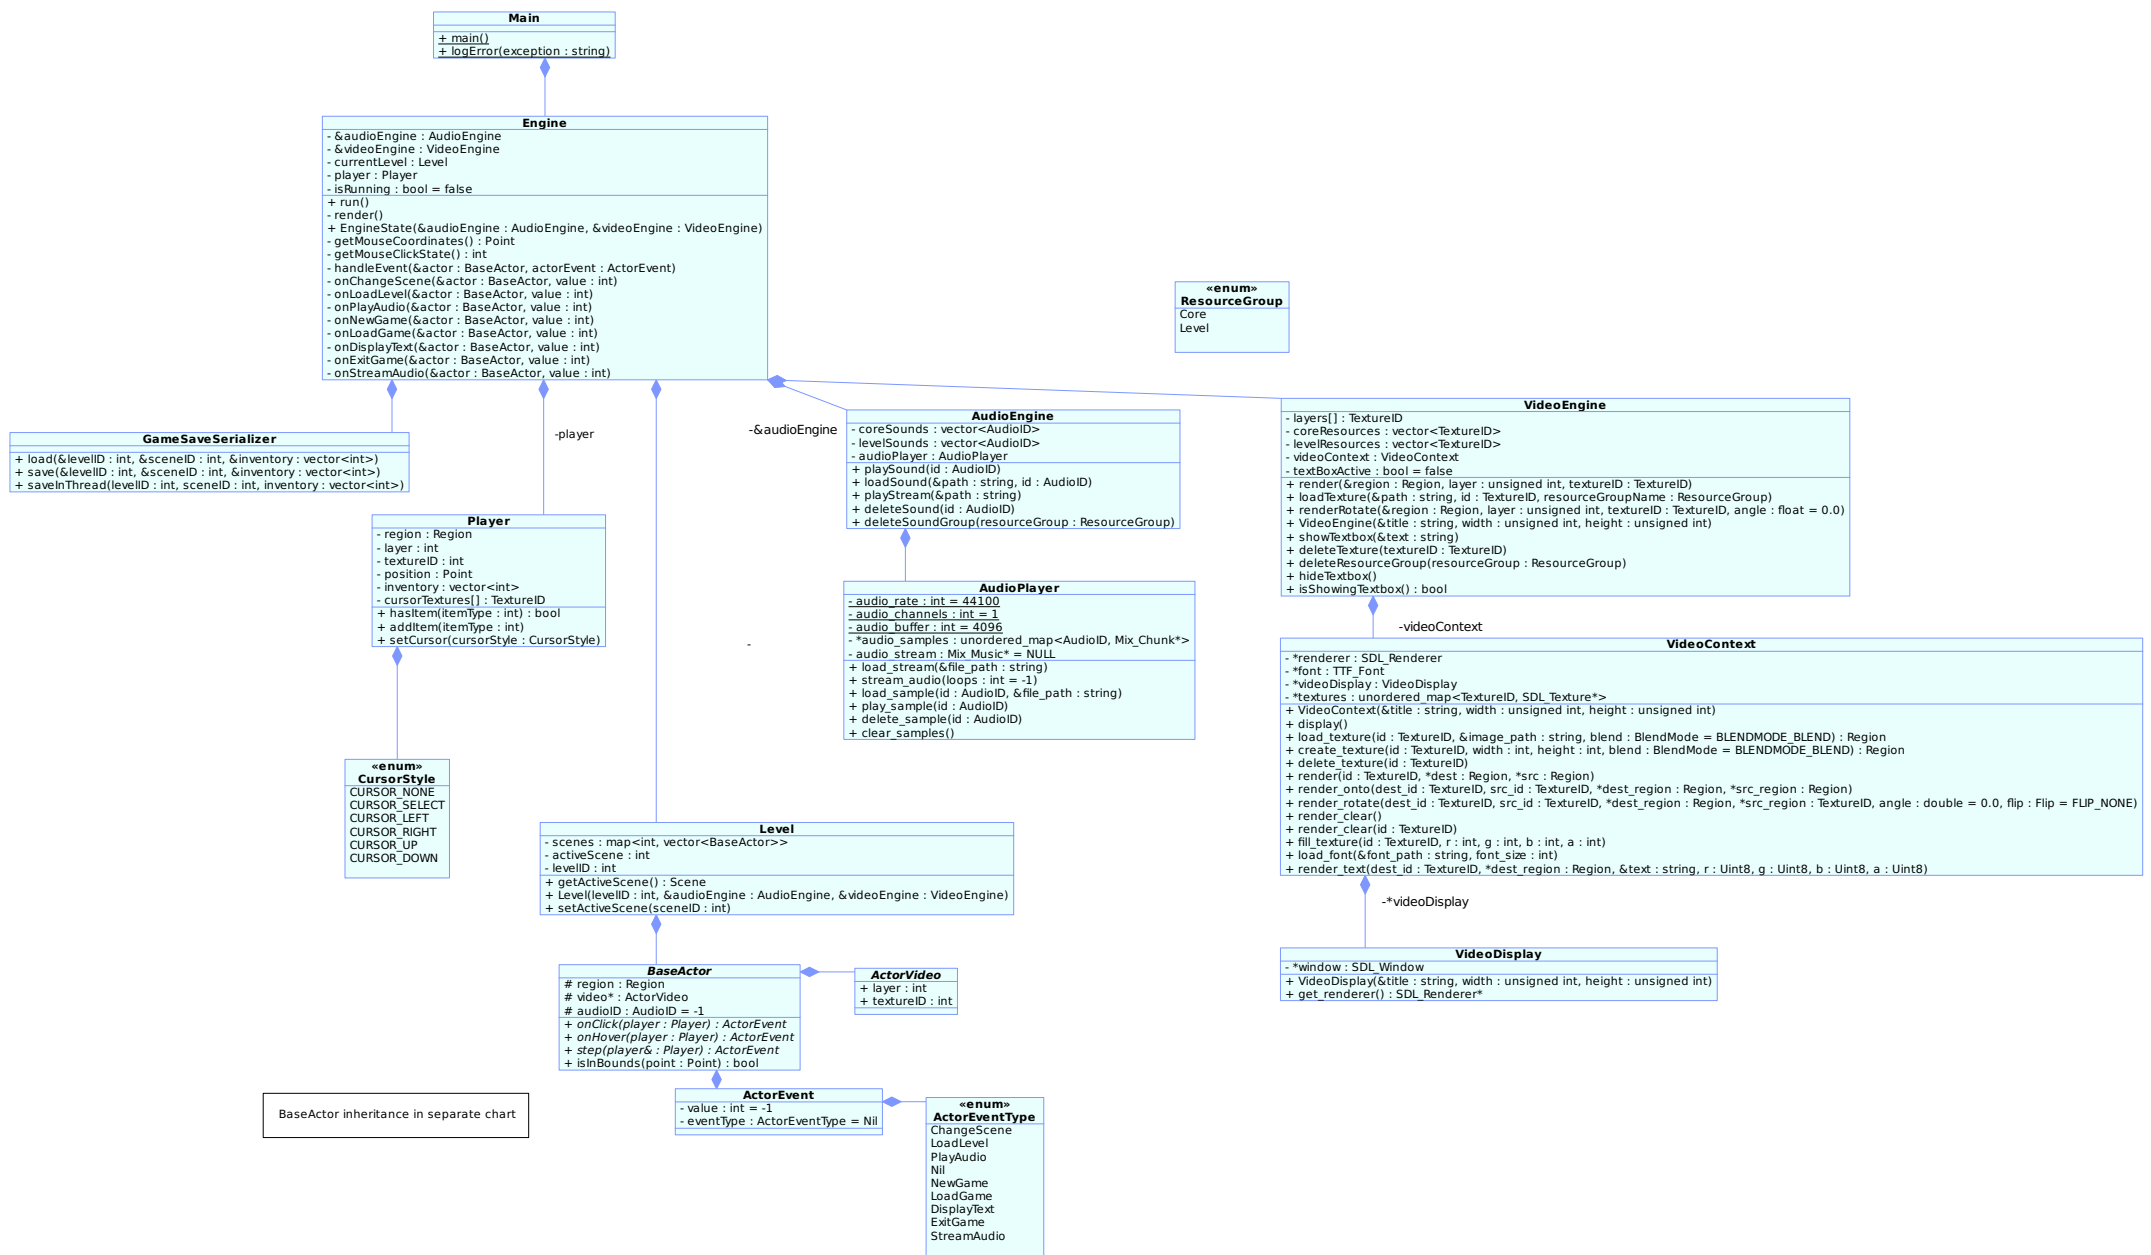 Main
+ main()
+ logError(exception : string)
Engine
- &audioEngine : AudioEngine
- &videoEngine : VideoEngine
- currentLevel : Level
- player : Player
- isRunning : bool = false
+ run()
- render()
+ EngineState(&audioEngine : AudioEngine, &videoEngine : VideoEngine)
- getMouseCoordinates() : Point
- getMouseClickState() : int
- handleEvent(&actor : BaseActor, actorEvent : ActorEvent)
- onChangeScene(&actor : BaseActor, value : int)
- onLoadLevel(&actor : BaseActor, value : int)
- onPlayAudio(&actor : BaseActor, value : int)
- onNewGame(&actor : BaseActor, value : int)
- onLoadGame(&actor : BaseActor, value : int)
- onDisplayText(&actor : BaseActor, value : int)
- onExitGame(&actor : BaseActor, value : int)
- onStreamAudio(&actor : BaseActor, value : int)
«enum»
ResourceGroup
Core
Level
GameSaveSerializer
+ load(&levelID : int, &sceneID : int, &inventory : vector<int>)
+ save(&levelID : int, &sceneID : int, &inventory : vector<int>)
+ saveInThread(levelID : int, sceneID : int, inventory : vector<int>)
-player
Player
- region : Region
- layer : int
- textureID : int
- position : Point
- inventory : vector<int>
- cursorTextures[] : TextureID
+ hasItem(itemType : int) : bool
+ addItem(itemType : int)
+ setCursor(cursorStyle : CursorStyle)
«enum»
CursorStyle
CURSOR_NONE
CURSOR_SELECT
CURSOR_LEFT
CURSOR_RIGHT
CURSOR_UP
CURSOR_DOWN
-&audioEngine
AudioEngine
- coreSounds : vector<AudioID>
- levelSounds : vector<AudioID>
- audioPlayer : AudioPlayer
+ playSound(id : AudioID)
+ loadSound(&path : string, id : AudioID)
+ playStream(&path : string)
+ deleteSound(id : AudioID)
+ deleteSoundGroup(resourceGroup : ResourceGroup)
AudioPlayer
- audio_rate : int = 44100
- audio_channels : int = 1
- audio_buffer : int = 4096
- *audio_samples : unordered_map<AudioID, Mix_Chunk*>
- audio_stream : Mix_Music* = NULL
+ load_stream(&file_path : string)
+ stream_audio(loops : int = -1)
+ load_sample(id : AudioID, &file_path : string)
+ play_sample(id : AudioID)
+ delete_sample(id : AudioID)
+ clear_samples()
-
VideoEngine
- layers[] : TextureID
- coreResources : vector<TextureID>
- levelResources : vector<TextureID>
- videoContext : VideoContext
- textBoxActive : bool = false
+ render(&region : Region, layer : unsigned int, textureID : TextureID)
+ loadTexture(&path : string, id : TextureID, resourceGroupName : ResourceGroup)
+ renderRotate(&region : Region, layer : unsigned int, textureID : TextureID, angle : float = 0.0)
+ VideoEngine(&title : string, width : unsigned int, height : unsigned int)
+ showTextbox(&text : string)
+ deleteTexture(textureID : TextureID)
+ deleteResourceGroup(resourceGroup : ResourceGroup)
+ hideTextbox()
+ isShowingTextbox() : bool
-videoContext
VideoContext
- *renderer : SDL_Renderer
- *font : TTF_Font
- *videoDisplay : VideoDisplay
- *textures : unordered_map<TextureID, SDL_Texture*>
+ VideoContext(&title : string, width : unsigned int, height : unsigned int)
+ display()
+ load_texture(id : TextureID, &image_path : string, blend : BlendMode = BLENDMODE_BLEND) : Region
+ create_texture(id : TextureID, width : int, height : int, blend : BlendMode = BLENDMODE_BLEND) : Region
+ delete_texture(id : TextureID)
+ render(id : TextureID, *dest : Region, *src : Region)
+ render_onto(dest_id : TextureID, src_id : TextureID, *dest_region : Region, *src_region : Region)
+ render_rotate(dest_id : TextureID, src_id : TextureID, *dest_region : Region, *src_region : TextureID, angle : double = 0.0, flip : Flip = FLIP_NONE)
+ render_clear()
+ render_clear(id : TextureID)
+ fill_texture(id : TextureID, r : int, g : int, b : int, a : int)
+ load_font(&font_path : string, font_size : int)
+ render_text(dest_id : TextureID, *dest_region : Region, &text : string, r : Uint8, g : Uint8, b : Uint8, a : Uint8)
-*videoDisplay
VideoDisplay
- *window : SDL_Window
+ VideoDisplay(&title : string, width : unsigned int, height : unsigned int)
+ get_renderer() : SDL_Renderer*
Level
- scenes : map<int, vector<BaseActor>>
- activeScene : int
- levelID : int
+ getActiveScene() : Scene
+ Level(levelID : int, &audioEngine : AudioEngine, &videoEngine : VideoEngine)
+ setActiveScene(sceneID : int)
BaseActor
# region : Region
# video* : ActorVideo
# audioID : AudioID = -1
+ onClick(player : Player) : ActorEvent
+ onHover(player : Player) : ActorEvent
+ step(player& : Player) : ActorEvent
+ isInBounds(point : Point) : bool
ActorVideo
+ layer : int
+ textureID : int
BaseActor inheritance in separate chart
ActorEvent
- value : int = -1
- eventType : ActorEventType = Nil
«enum»
ActorEventType
ChangeScene
LoadLevel
PlayAudio
Nil
NewGame
LoadGame
DisplayText
ExitGame
StreamAudio